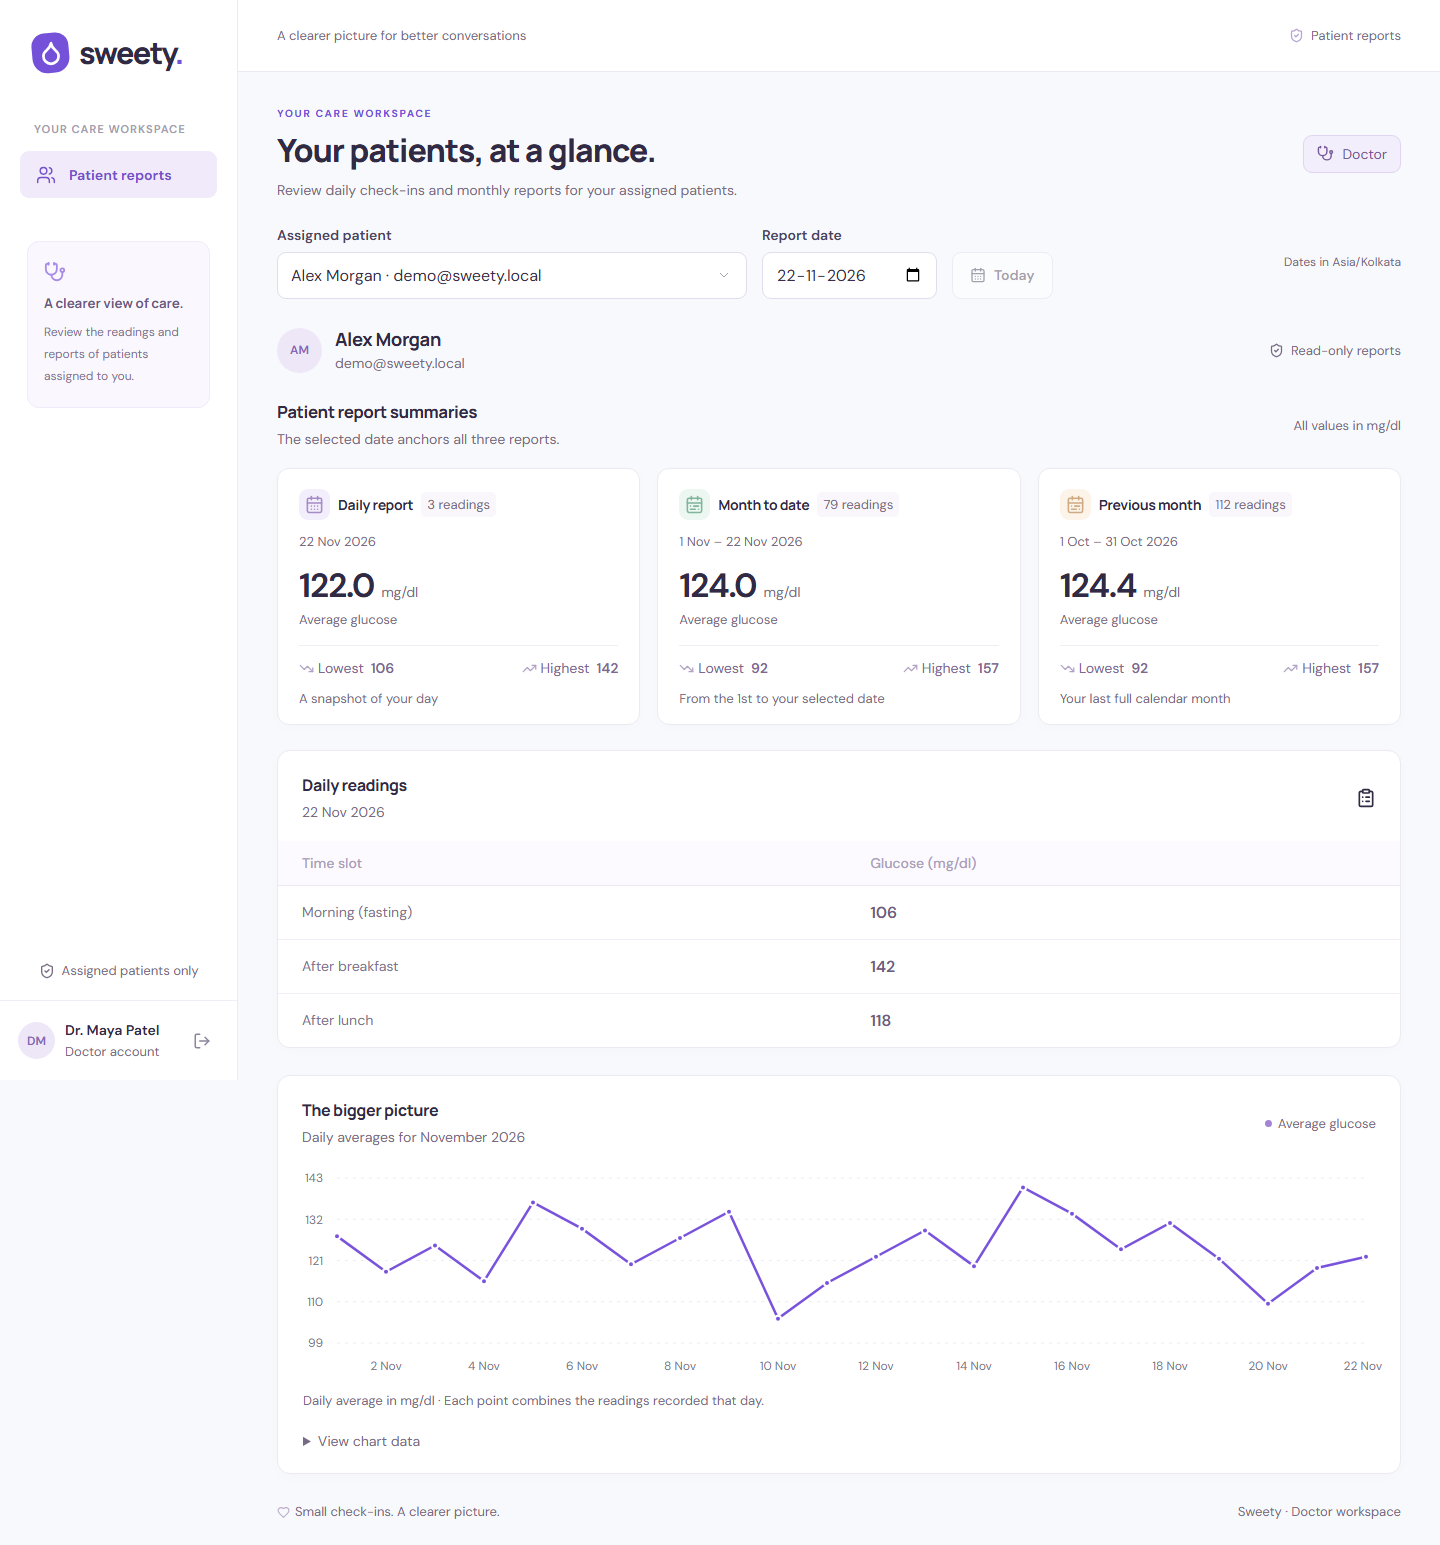 sweety.
YOUR CARE WORKSPACE
Patient reports
A clearer view of care.
Review the readings and
reports of patients
assigned to you.
Assigned patients only
DM
Dr. Maya Patel
Doctor account
A clearer picture for better conversations
Patient reports
YOUR CARE WORKSPACE
Your patients, at a glance.
Review daily check-ins and monthly reports for your assigned patients.
Doctor
Assigned patient
Report date
Alex Morgan · demo@sweety.local
22-11-2026
Today
Dates in Asia/Kolkata
AM
Alex Morgan
demo@sweety.local
Read-only reports
Patient report summaries
The selected date anchors all three reports.
All values in mg/dl
Daily report 3 readings
22 Nov 2026
122.0 mg/dl
Average glucose
Lowest 106 Highest 142
A snapshot of your day
Month to date 79 readings
1 Nov – 22 Nov 2026
124.0 mg/dl
Average glucose
Lowest 92 Highest 157
From the 1st to your selected date
Previous month 112 readings
1 Oct – 31 Oct 2026
124.4 mg/dl
Average glucose
Lowest 92 Highest 157
Your last full calendar month
Daily readings
22 Nov 2026
Time slot Glucose (mg/dl)
Morning (fasting) 106
After breakfast 142
After lunch 118
The bigger picture
Daily averages for November 2026
Average glucose
143
132
121
110
99
2 Nov 4 Nov 6 Nov 8 Nov 10 Nov 12 Nov 14 Nov 16 Nov 18 Nov 20 Nov 22 Nov
Daily average in mg/dl · Each point combines the readings recorded that day.
View chart data
Small check-ins. A clearer picture.
Sweety · Doctor workspace